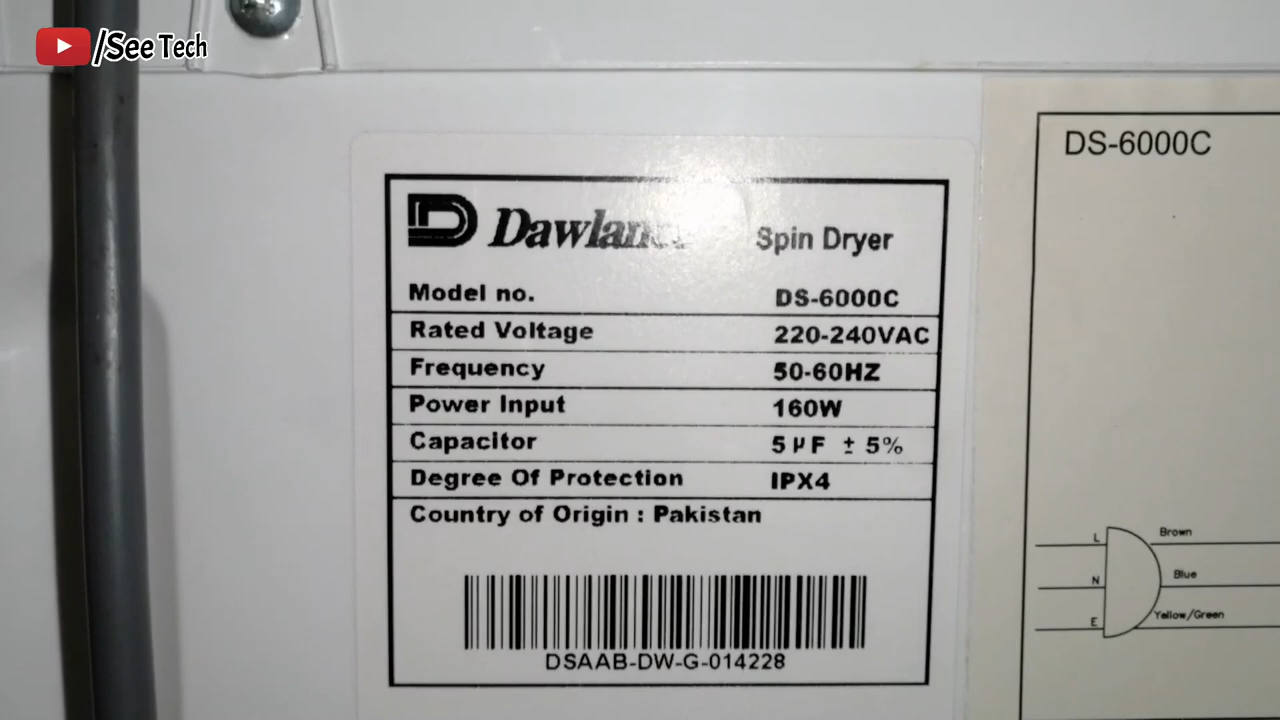 /See Tech
Dawlan
Spin Dryer
Model no. DS-6000C
Rated Voltage 220-240VAC
Frequency 50-60HZ
Power Input 160W
Capacitor 5 μF ± 5%
Degree Of Protection IPX4
Country of Origin : Pakistan
DSAAB-DW-G-014228
DS-6000C
L Brown
N Blue
E Yellow/Green